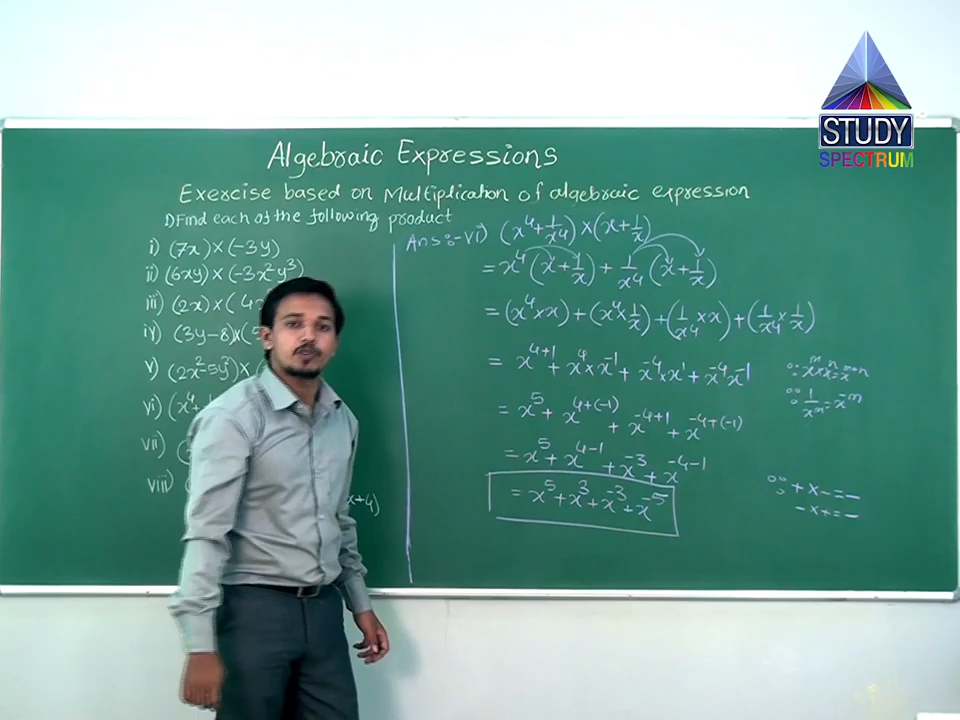 STUDY
SPECTRUM
Algebraic Expressions
Exercise based on Multiplication of algebraic expression
1) Find each of the following product
i) (7x) × (-3y)
ii) (6xy) × (-3x²y³)
iii) (2x) × ( 4x
iv) (3y-8)×(5
v) (2x²-5y²)×
vi) (x⁴+
vii)
viii)
x+4)
Ans:-vi) (x⁴+1/x⁴) × (x+1/x)
= x⁴(x+1/x) + 1/x⁴(x+1/x)
= (x⁴×x) + (x⁴×1/x) + (1/x⁴×x) + (1/x⁴×1/x)
= x⁴⁺¹ + x⁴×x⁻¹ + x⁻⁴×x¹ + x⁻⁴x⁻¹
∵ xᵐ×xⁿ=xᵐ⁺ⁿ
∵ 1/xᵐ=x⁻ᵐ
= x⁵ + x⁴⁺⁽⁻¹⁾ + x⁻⁴⁺¹ + x⁻⁴⁺⁽⁻¹⁾
= x⁵ + x⁴⁻¹ + x⁻³ + x⁻⁴⁻¹
= x⁵ + x³ + x⁻³ + x⁻⁵
∵ + × - = -
- × + = -